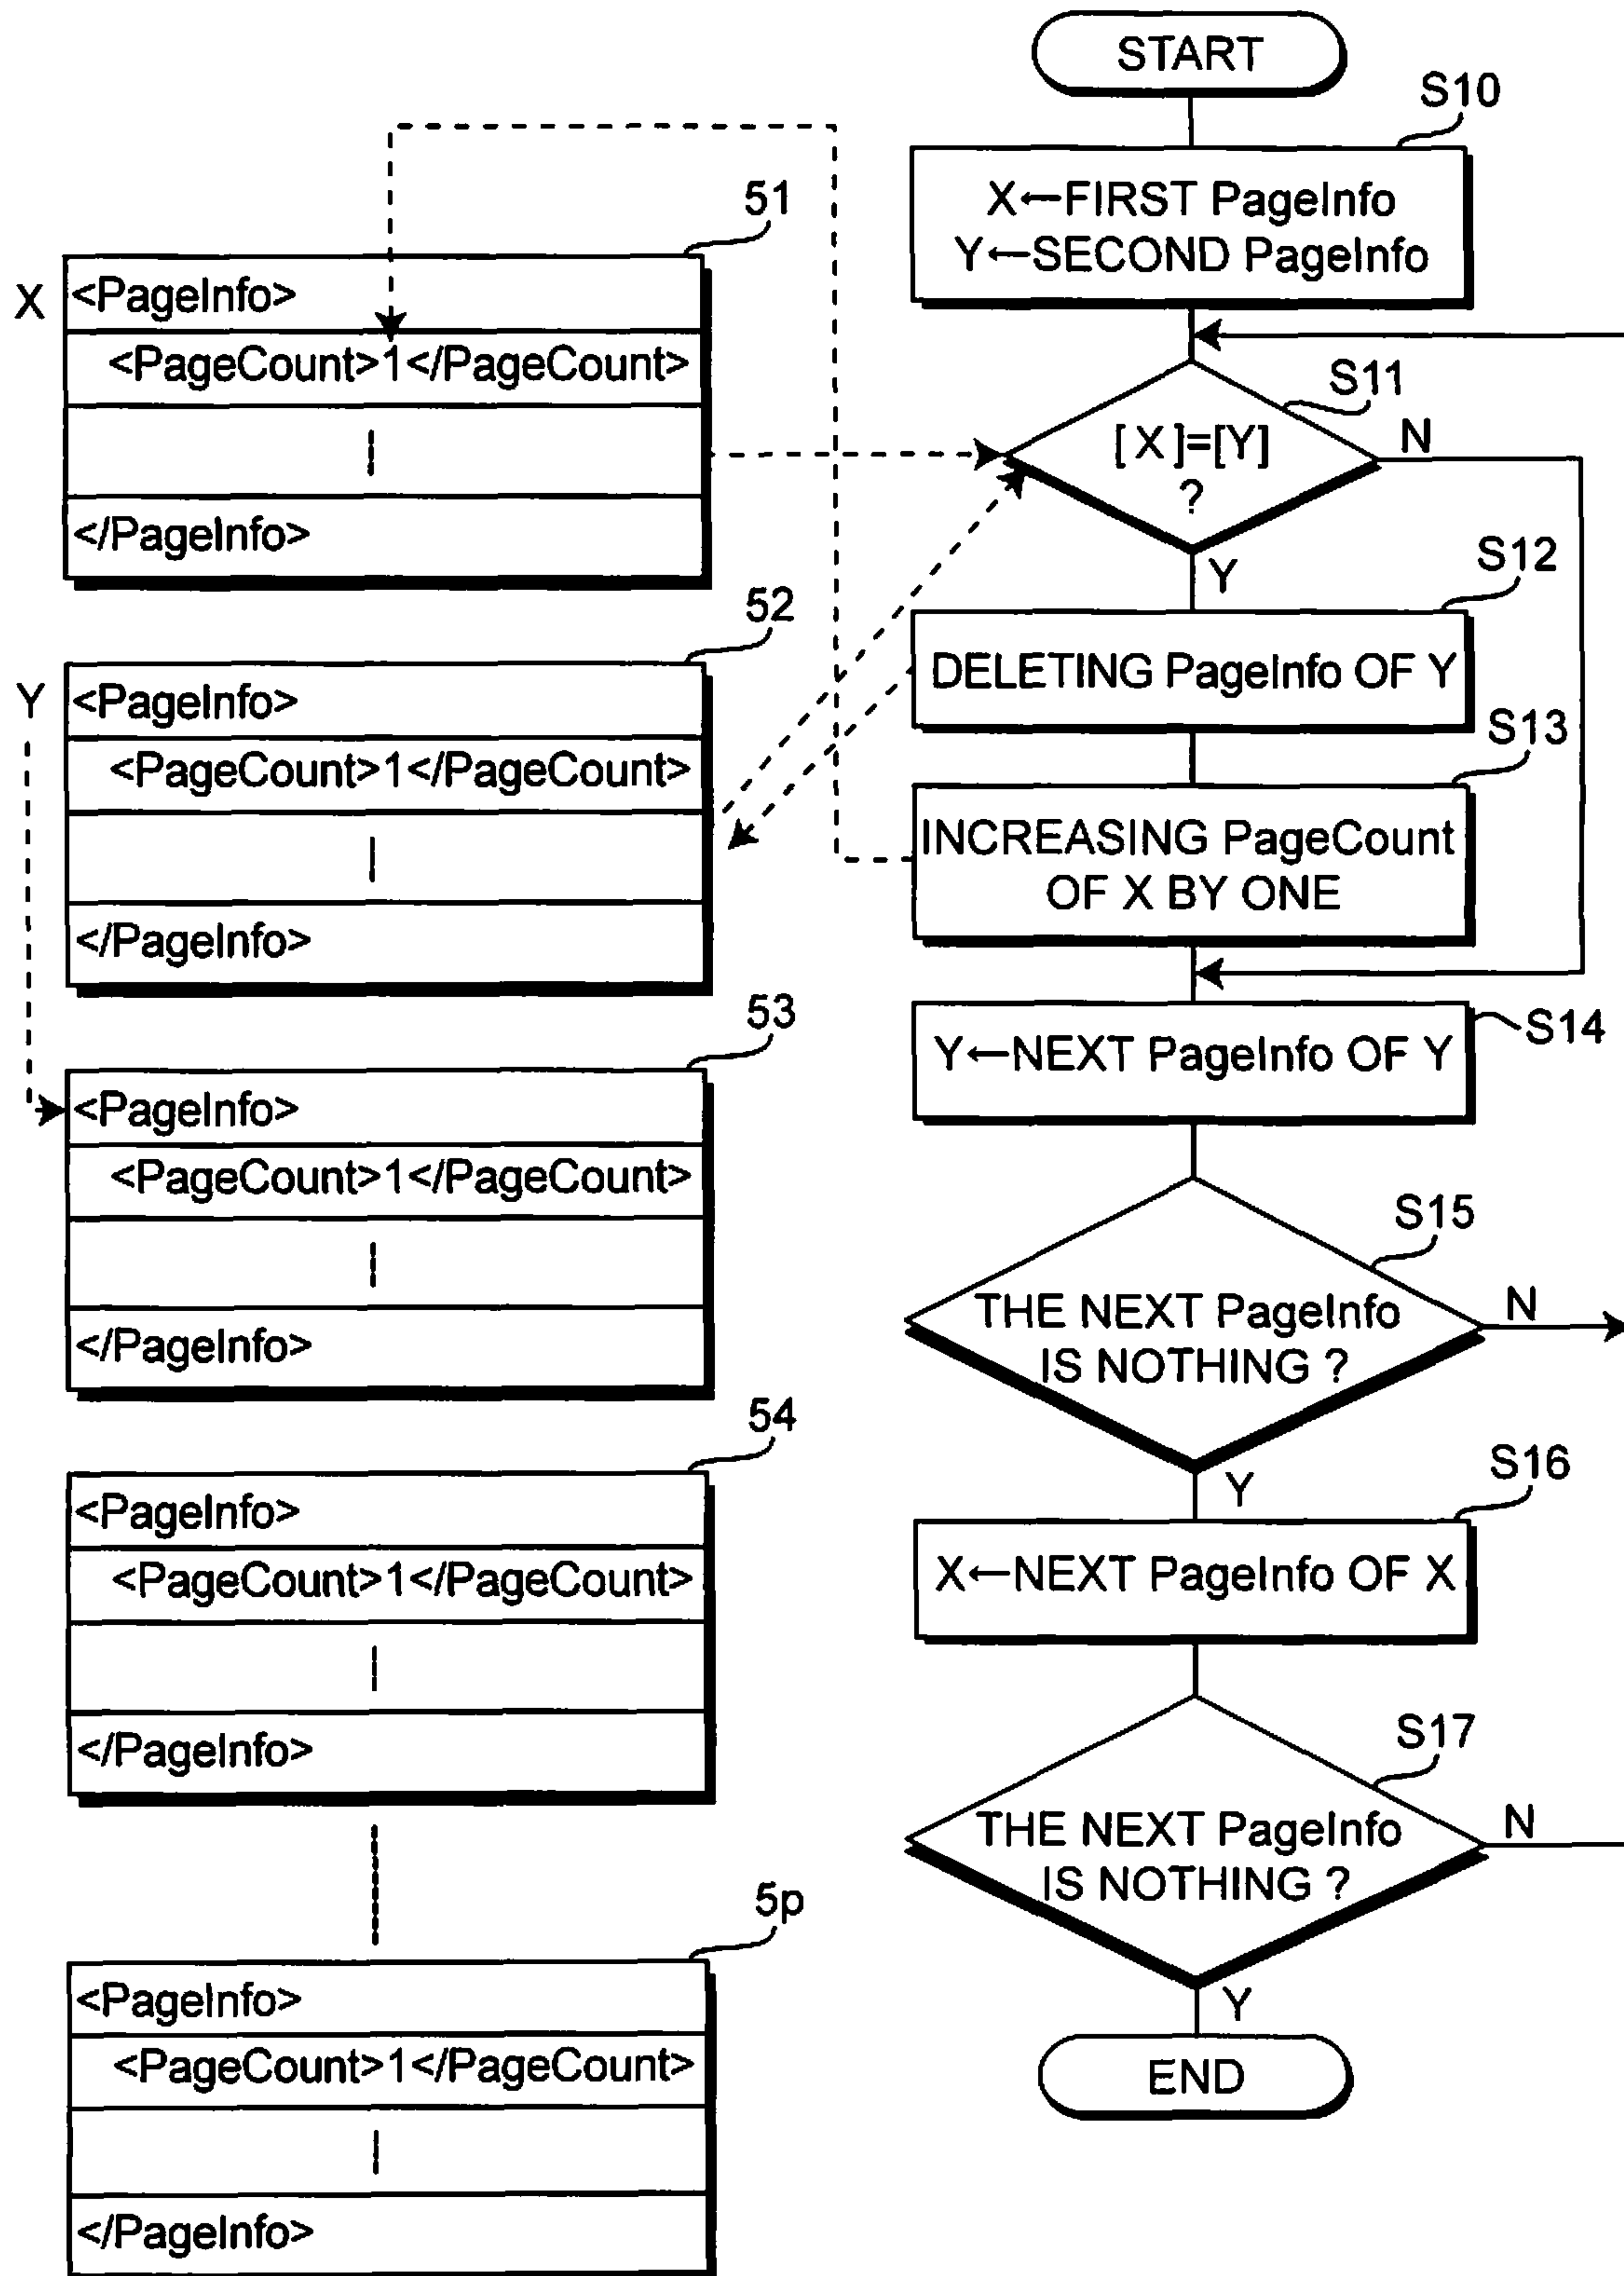 51
X
<PageInfo>
<PageCount>1</PageCount>
</PageInfo>
52
Y
<PageInfo>
<PageCount>1</PageCount>
</PageInfo>
53
<PageInfo>
<PageCount>1</PageCount>
</PageInfo>
54
<PageInfo>
<PageCount>1</PageCount>
</PageInfo>
5p
<PageInfo>
<PageCount>1</PageCount>
</PageInfo>
START
S10
X←FIRST PageInfo
Y←SECOND PageInfo
S11
[X]=[Y]
?
N
Y
S12
DELETING PageInfo OF Y
S13
INCREASING PageCount
OF X BY ONE
S14
Y←NEXT PageInfo OF Y
S15
THE NEXT PageInfo
IS NOTHING ?
N
Y
S16
X←NEXT PageInfo OF X
S17
THE NEXT PageInfo
IS NOTHING ?
N
Y
END